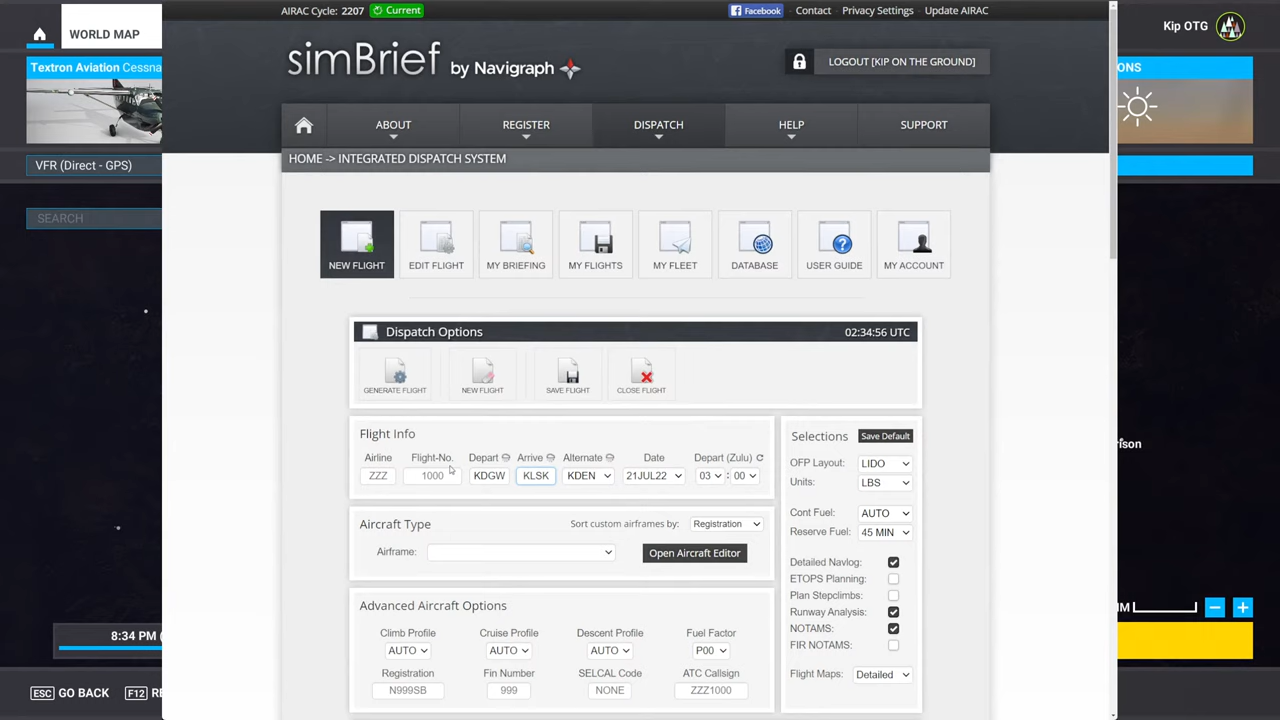 AIRAC Cycle: 2207 Current Facebook Contact Privacy Settings Update AIRAC
WORLD MAP
Kip OTG
simBrief by Navigraph
LOGOUT [KIP ON THE GROUND]
Textron Aviation Cessna
ONS
ABOUT REGISTER DISPATCH HELP SUPPORT
HOME -> INTEGRATED DISPATCH SYSTEM
VFR (Direct - GPS)
SEARCH
NEW FLIGHT EDIT FLIGHT MY BRIEFING MY FLIGHTS MY FLEET DATABASE USER GUIDE MY ACCOUNT
Dispatch Options 02:34:56 UTC
GENERATE FLIGHT NEW FLIGHT SAVE FLIGHT CLOSE FLIGHT
Flight Info
Airline Flight-No. Depart Arrive Alternate Date Depart (Zulu)
ZZZ 1000 KDGW KLSK KDEN 21JUL22 03 : 00
Selections Save Default
OFP Layout: LIDO
Units: LBS
Cont Fuel: AUTO
Reserve Fuel: 45 MIN
Detailed Navlog:
ETOPS Planning:
Plan Stepclimbs:
Runway Analysis:
NOTAMS:
FIR NOTAMS:
Flight Maps: Detailed
Aircraft Type Sort custom airframes by: Registration
Airframe: Open Aircraft Editor
Advanced Aircraft Options
Climb Profile Cruise Profile Descent Profile Fuel Factor
AUTO AUTO AUTO P00
Registration Fin Number SELCAL Code ATC Callsign
N999SB 999 NONE ZZZ1000
8:34 PM (
ESC GO BACK F12 RE